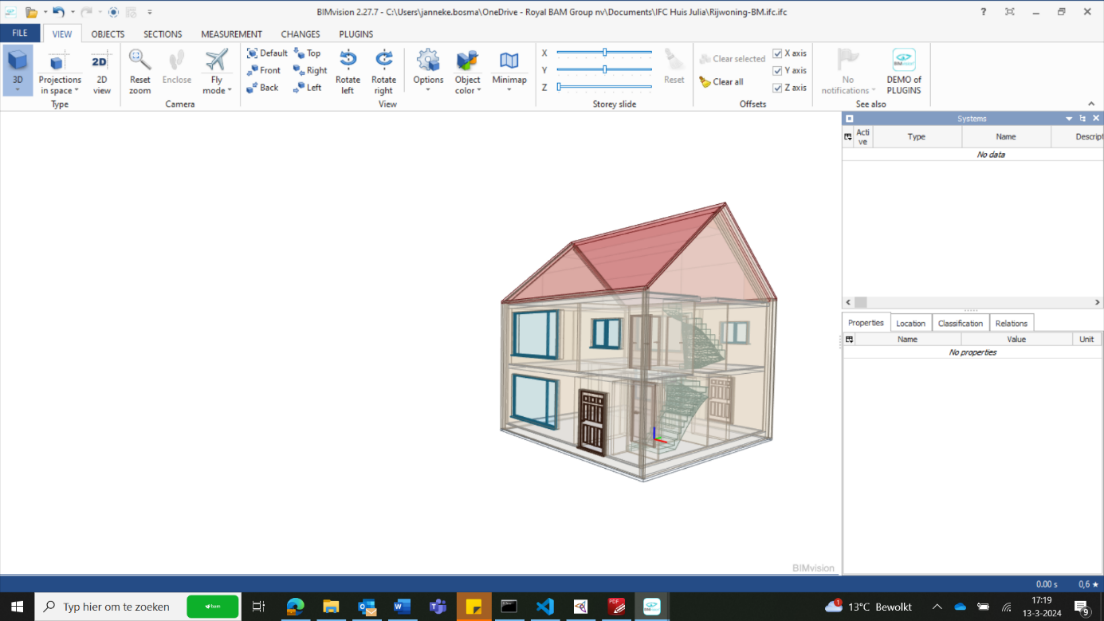 BIMvision 2.27.7 - C:\Users\janneke.bosma\OneDrive - Royal BAM Group nv\Documents\IFC Huis Julia\Rijwoning-BM.ifc.ifc
FILE VIEW OBJECTS SECTIONS MEASUREMENT CHANGES PLUGINS
3D
Projections in space
2D
2D view
Type
Reset zoom
Enclose
Fly mode
Camera
Default Top
Front Right
Back Left
Rotate left
Rotate right
View
Options
Object color
Minimap
X
Y
Z
Reset
Storey slide
Clear selected
Clear all
X axis
Y axis
Z axis
Offsets
No notifications
DEMO of PLUGINS
See also
Systems
Active Type Name Descript
No data
Properties Location Classification Relations
Name Value Unit
No properties
BIMvision
0.00 s 0,6
Typ hier om te zoeken
13°C Bewolkt
17:19
13-3-2024
9